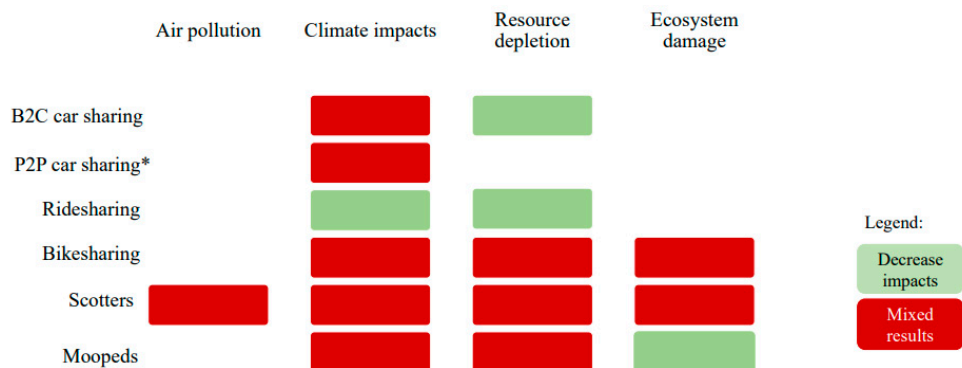 Air pollution
Climate impacts
Resource
depletion
Ecosystem
damage
B2C car sharing
P2P car sharing*
Ridesharing
Bikesharing
Scotters
Moopeds
Legend:
Decrease
impacts
Mixed
results